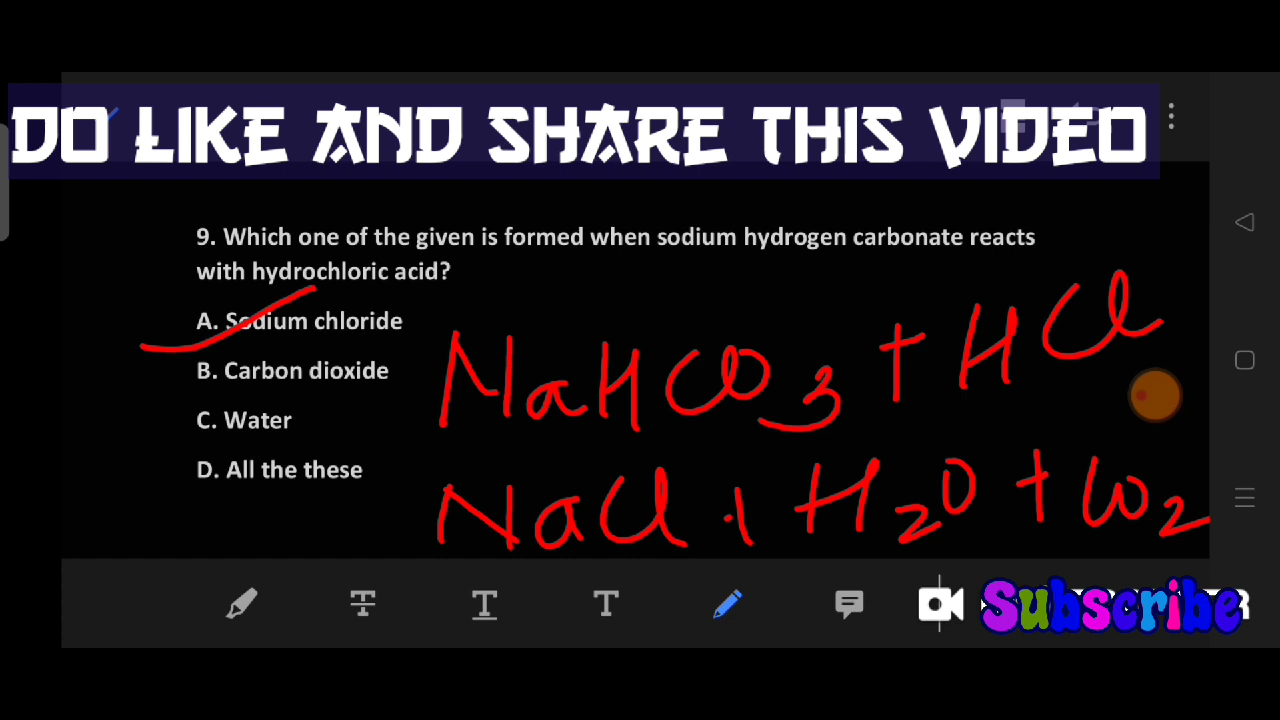 DO LIKE AND SHARE THIS VIDEO
9. Which one of the given is formed when sodium hydrogen carbonate reacts
with hydrochloric acid?
A. Sodium chloride
B. Carbon dioxide
C. Water
D. All the these
NaHCO3 + HCl
NaCl + H2O + CO2
Subscribe